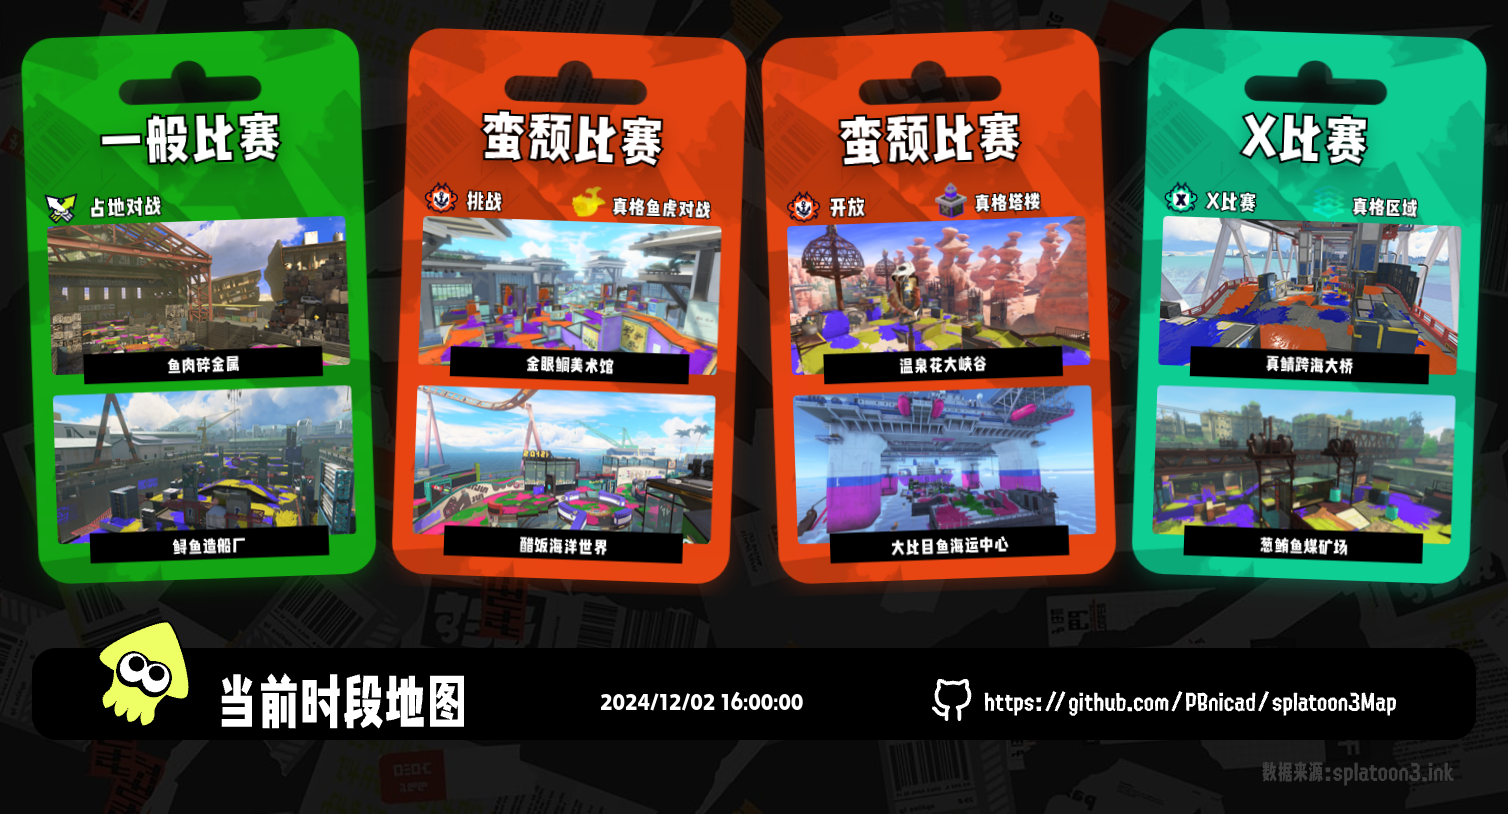 一般比赛
占地对战
鱼肉碎金属
鲟鱼造船厂
蛮颓比赛
挑战
真格鱼虎对战
金眼鲷美术馆
醋饭海洋世界
蛮颓比赛
开放
真格塔楼
温泉花大峡谷
大比目鱼海运中心
X比赛
X比赛
真格区域
真鲭跨海大桥
葱鲔鱼煤矿场
当前时段地图
2024/12/02 16:00:00
https://github.com/PBnicad/splatoon3Map
数据来源:splatoon3.ink